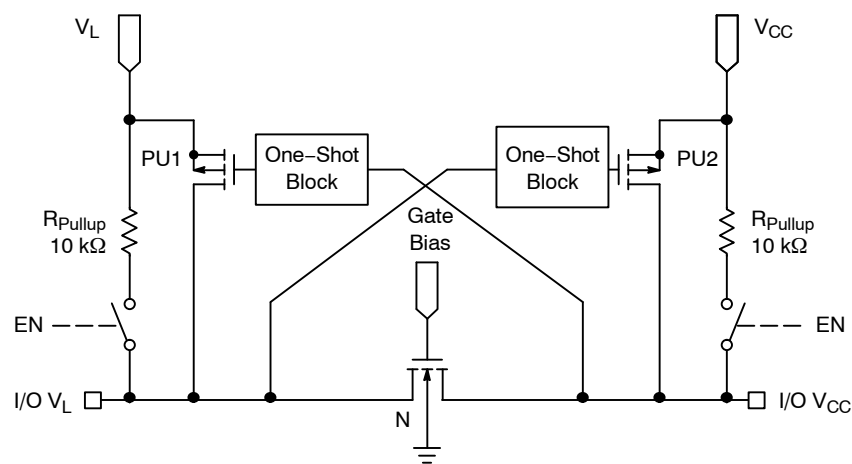 V_L
V_CC
PU1
One–Shot
Block
One–Shot
Block
PU2
Gate
Bias
R_Pullup
10 kΩ
R_Pullup
10 kΩ
EN
EN
I/O V_L
N
I/O V_CC